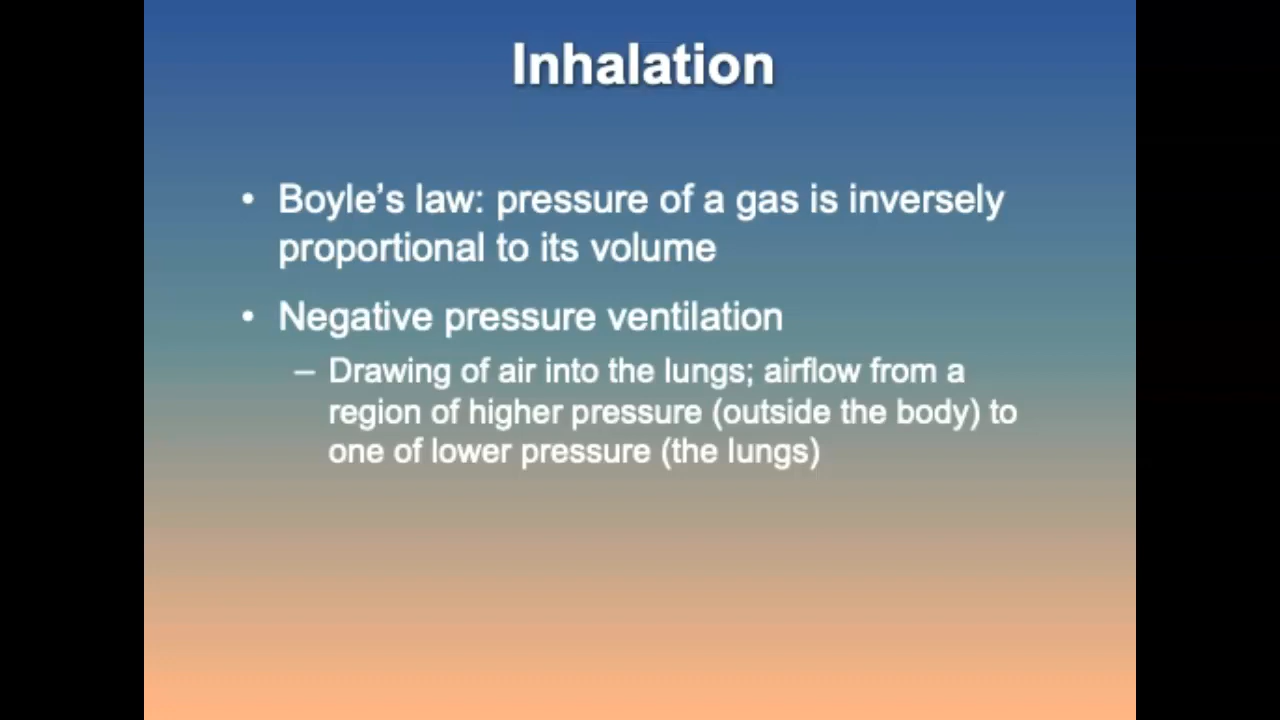 Inhalation
• Boyle’s law: pressure of a gas is inversely
proportional to its volume
• Negative pressure ventilation
– Drawing of air into the lungs; airflow from a
region of higher pressure (outside the body) to
one of lower pressure (the lungs)